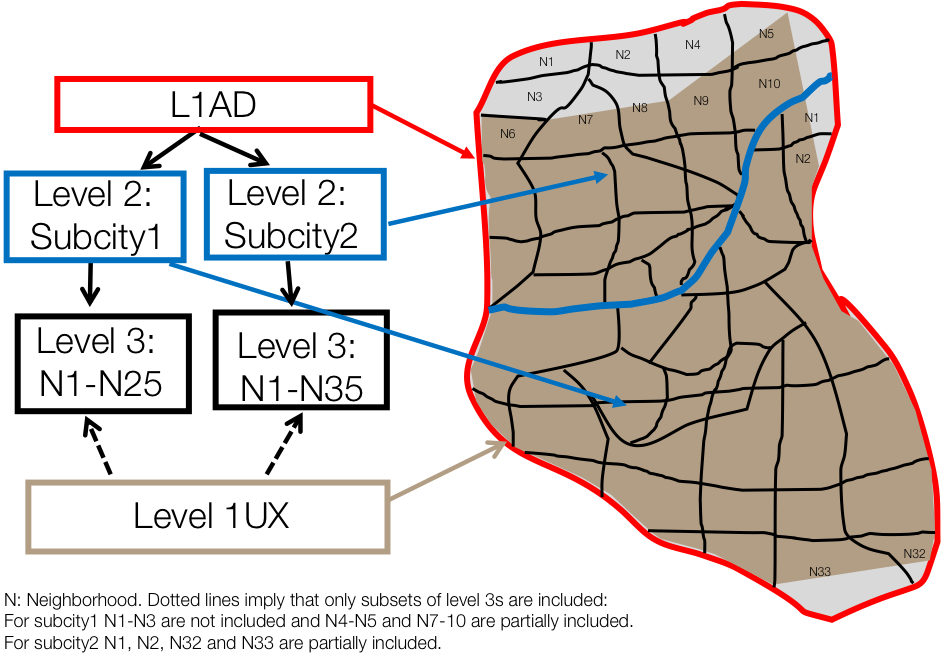 L1AD
Level 2:
Subcity1
Level 2:
Subcity2
Level 3:
N1-N25
Level 3:
N1-N35
Level 1UX
N1
N2
N4
N5
N3
N6
N7
N8
N9
N10
N1
N2
N33
N32
N: Neighborhood. Dotted lines imply that only subsets of level 3s are included:
For subcity1 N1-N3 are not included and N4-N5 and N7-10 are partially included.
For subcity2 N1, N2, N32 and N33 are partially included.